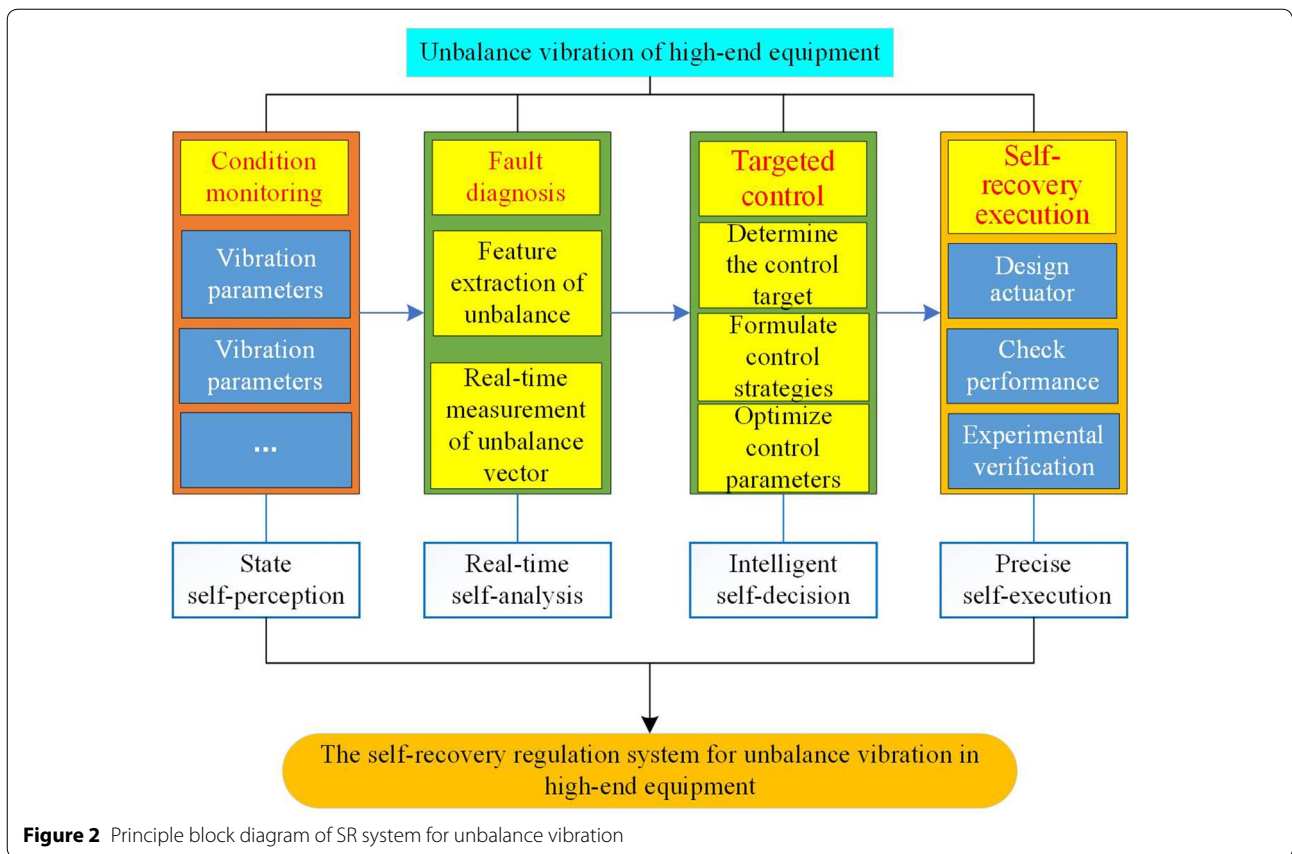 Unbalance vibration of high-end equipment
Condition
monitoring
Vibration
parameters
Vibration
parameters
...
Fault
diagnosis
Feature
extraction of
unbalance
Real-time
measurement
of unbalance
vector
Targeted
control
Determine
the control
target
Formulate
control
strategies
Optimize
control
parameters
Self-
recovery
execution
Design
actuator
Check
performance
Experimental
verification
State
self-perception
Real-time
self-analysis
Intelligent
self-decision
Precise
self-execution
The self-recovery regulation system for unbalance vibration in
high-end equipment
Figure 2 Principle block diagram of SR system for unbalance vibration